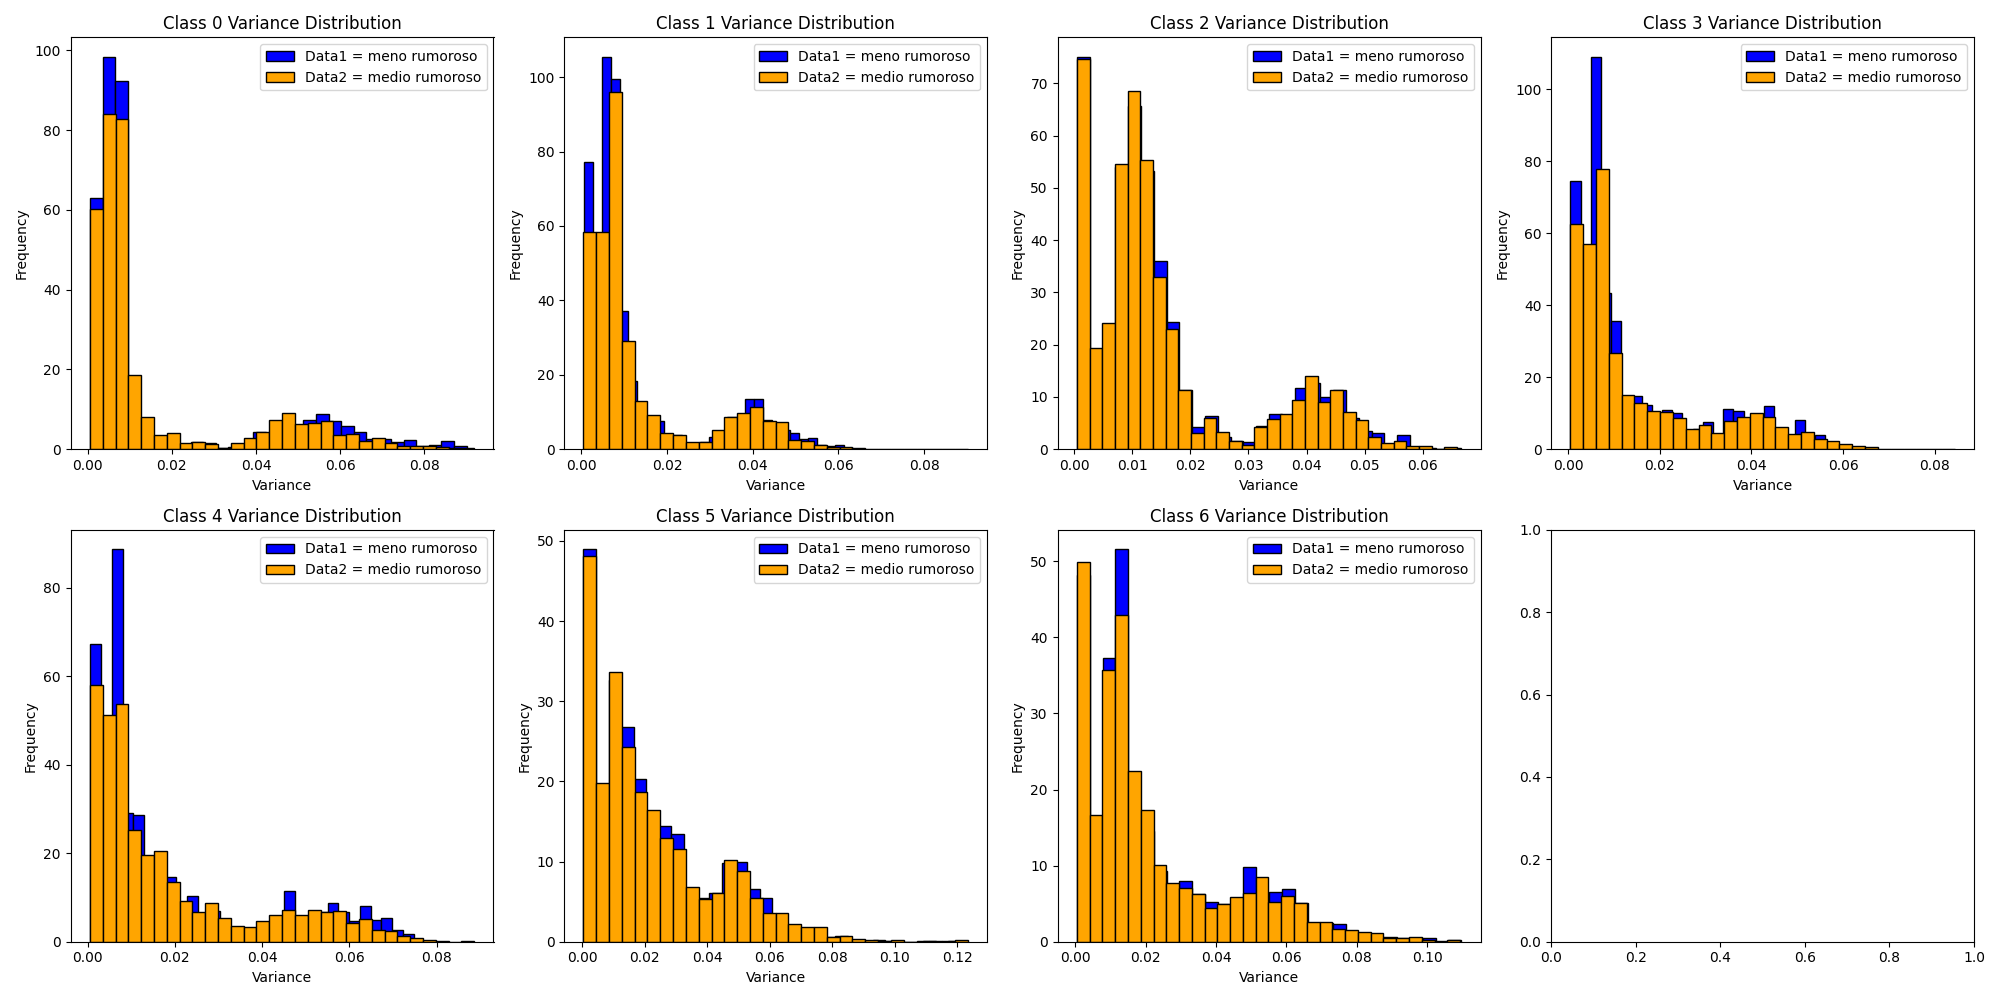 Class 0 Variance Distribution
Data1 = meno rumoroso
Data2 = medio rumoroso
Frequency
100
80
60
40
20
0
0.00 0.02 0.04 0.06 0.08
Variance
Class 1 Variance Distribution
Data1 = meno rumoroso
Data2 = medio rumoroso
Frequency
100
80
60
40
20
0
0.00 0.02 0.04 0.06 0.08
Variance
Class 2 Variance Distribution
Data1 = meno rumoroso
Data2 = medio rumoroso
Frequency
70
60
50
40
30
20
10
0
0.00 0.01 0.02 0.03 0.04 0.05 0.06
Variance
Class 3 Variance Distribution
Data1 = meno rumoroso
Data2 = medio rumoroso
Frequency
100
80
60
40
20
0
0.00 0.02 0.04 0.06 0.08
Variance
Class 4 Variance Distribution
Data1 = meno rumoroso
Data2 = medio rumoroso
Frequency
80
60
40
20
0
0.00 0.02 0.04 0.06 0.08
Variance
Class 5 Variance Distribution
Data1 = meno rumoroso
Data2 = medio rumoroso
Frequency
50
40
30
20
10
0
0.00 0.02 0.04 0.06 0.08 0.10 0.12
Variance
Class 6 Variance Distribution
Data1 = meno rumoroso
Data2 = medio rumoroso
Frequency
50
40
30
20
10
0
0.00 0.02 0.04 0.06 0.08 0.10
Variance
1.0
0.8
0.6
0.4
0.2
0.0
0.0 0.2 0.4 0.6 0.8 1.0